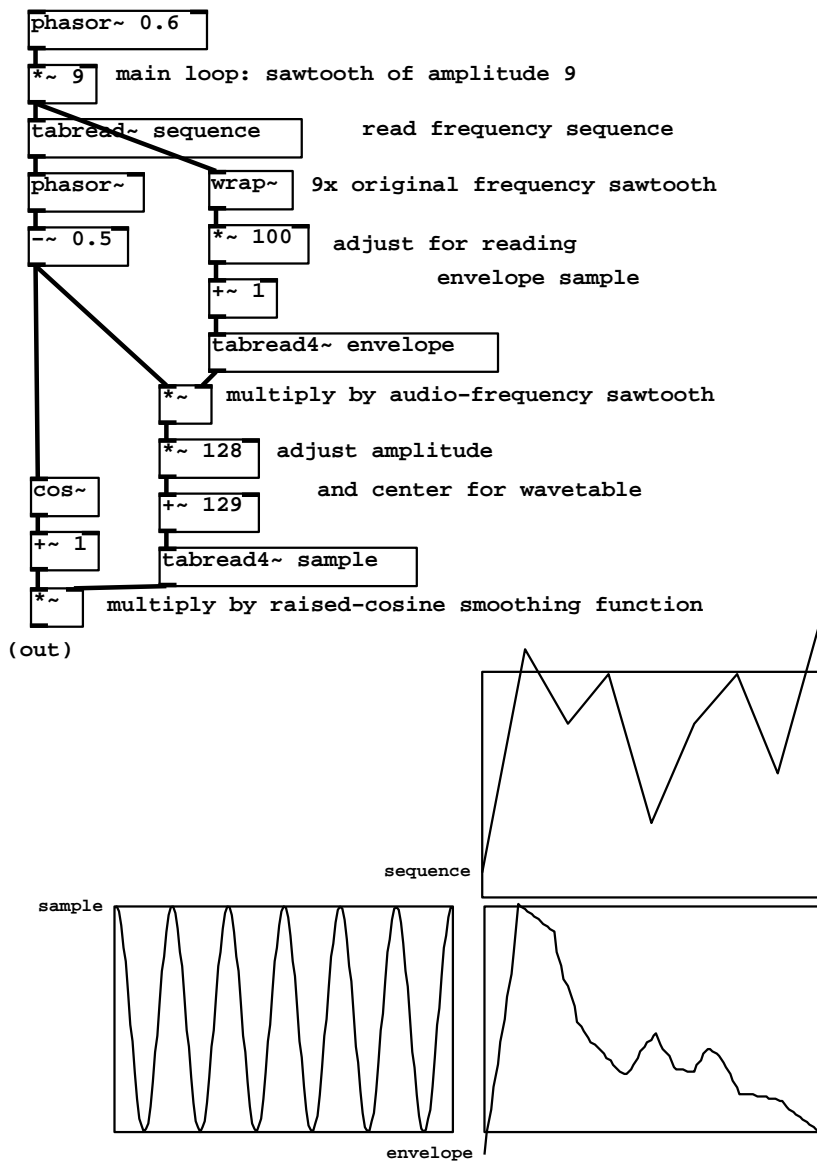 phasor~ 0.6
*~ 9 main loop: sawtooth of amplitude 9
tabread~ sequence read frequency sequence
phasor~ wrap~ 9x original frequency sawtooth
-~ 0.5 *~ 100 adjust for reading
+~ 1 envelope sample
tabread4~ envelope
*~ multiply by audio-frequency sawtooth
*~ 128 adjust amplitude
cos~ +~ 129 and center for wavetable
+~ 1 tabread4~ sample
*~ multiply by raised-cosine smoothing function
(out)
sequence
sample
envelope